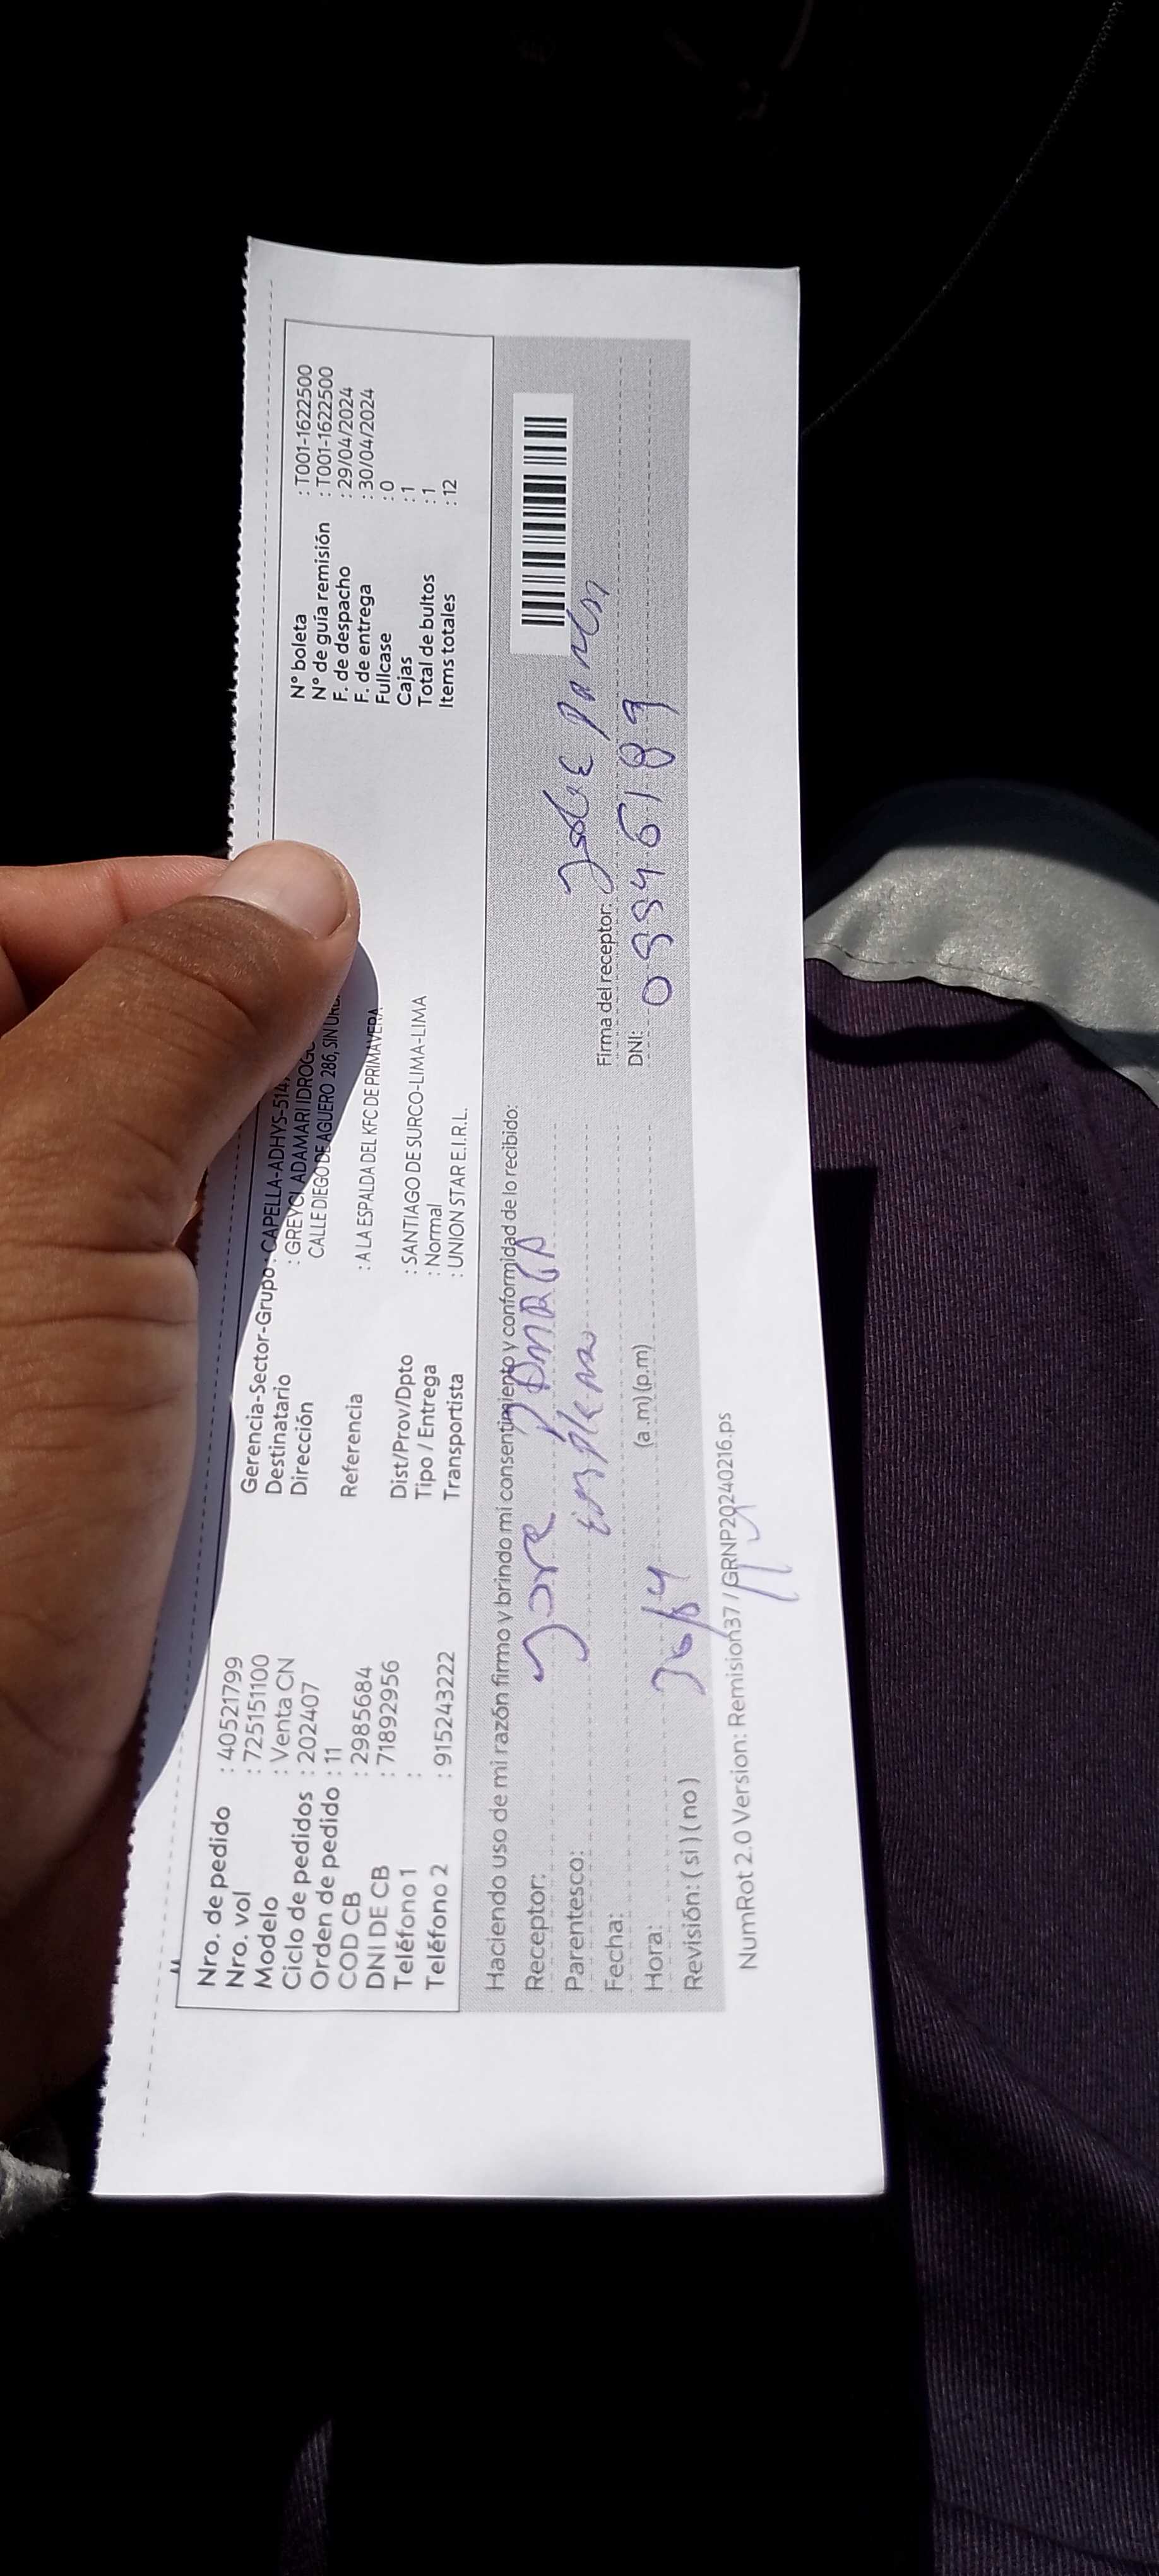 Nro. de pedido : 40521799
Nro. vol : 725151100
Modelo : Venta CN
Ciclo de pedidos : 202407
Orden de pedido : 11
COD CB : 2985684
DNI DE CB : 71892956
Teléfono 1 :
Teléfono 2 : 915243222
Gerencia-Sector-Grupo : CAPELLA-ADHYS-514,
Destinatario : GREYCI ADAMARI IDROGO
Dirección CALLE DIEGO DE AGUERO 286, SIN URB.
Referencia : A LA ESPALDA DEL KFC DE PRIMAVERA
Dist/Prov/Dpto : SANTIAGO DE SURCO-LIMA-LIMA
Tipo / Entrega : Normal
Transportista : UNION STAR E.I.R.L.
N° boleta : T001-1622500
N° de guía remisión : T001-1622500
F. de despacho : 29/04/2024
F. de entrega : 30/04/2024
Fullcase : 0
Cajas : 1
Total de bultos : 1
Items totales : 12
Haciendo uso de mi razón firmo y brindo mi consentimiento y conformidad de lo recibido:
Receptor: Jorge
Parentesco:
Fecha:
Hora: (a .m) (p.m)
Revisión: ( si ) ( no )
Firma del receptor:
DNI:
NumRot 2.0 Version: Remision37 / GRNP20240216.ps